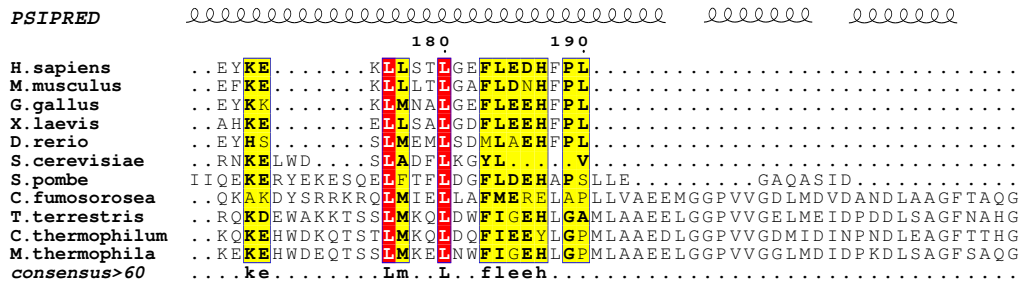 PSIPRED
180 190
H.sapiens ..EYKE.......KLLSTLGEFLEDHFPL...............................
M.musculus ..EFKE.......KLLLTLGAFLDNHFPL...............................
G.gallus ..EYKK.......KLMNALGEFLEEHFPL...............................
X.laevis ..AHKE.......ELLSALGDFLEEHFPL...............................
D.rerio ..EYHS.......SLMEMLSDMLAEHFPL...............................
S.cerevisiae ..RNKELWD....SLADFLKGYL.....V...............................
S.pombe IIQEKERYEKESQELFTFLDGFLDEHAPSLLE.........GAQASID............
C.fumosorosea ..QKAKDYSRRKRQLMIELLAFMERELAPLLVAEEMGGPVVGDLMDVDANDLAAGFTAQG
T.terrestris ..RQKDEWAKKTSSLMKQLDWFIGEHLGAMLAAEELGGPVVGELMEIDPDDLSAGFNAHG
C.thermophilum ..KQKEHWDKQTSTLMKQLDQFIEEYLGPMLAAEDLGGPVVGDMIDINPNDLEAGFTTHG
M.thermophila ..KEKEHWDEQTSSLMKELNWFIGEHLGPMLAAEELGGPVVGGLMDIDPKDLSAGFSAQG
consensus>60 ....ke........Lm..L..fleeh..................................